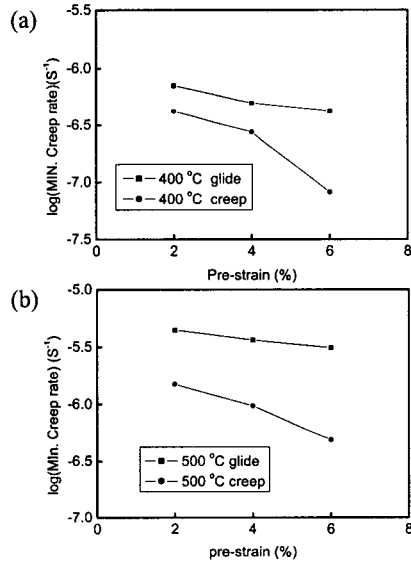 (a)
-5.5
-6.0
-6.5
-7.0
-7.5
log(MIN. Creep rate)(S⁻¹)
400 °C glide
400 °C creep
0
2
4
6
8
Pre-strain (%)
(b)
-5.0
-5.5
-6.0
-6.5
-7.0
log(MIn. Creep rate) (S⁻¹)
500 °C glide
500 °C creep
0
2
4
6
8
pre-strain (%)